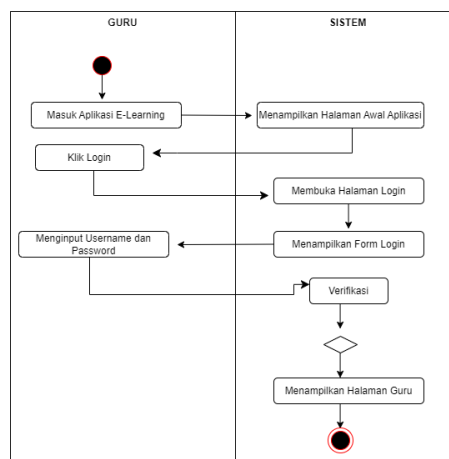 GURU
SISTEM
Masuk Aplikasi E-Learning
Menampilkan Halaman Awal Aplikasi
Klik Login
Membuka Halaman Login
Menginput Username dan
Password
Menampilkan Form Login
Verifikasi
Menampilkan Halaman Guru